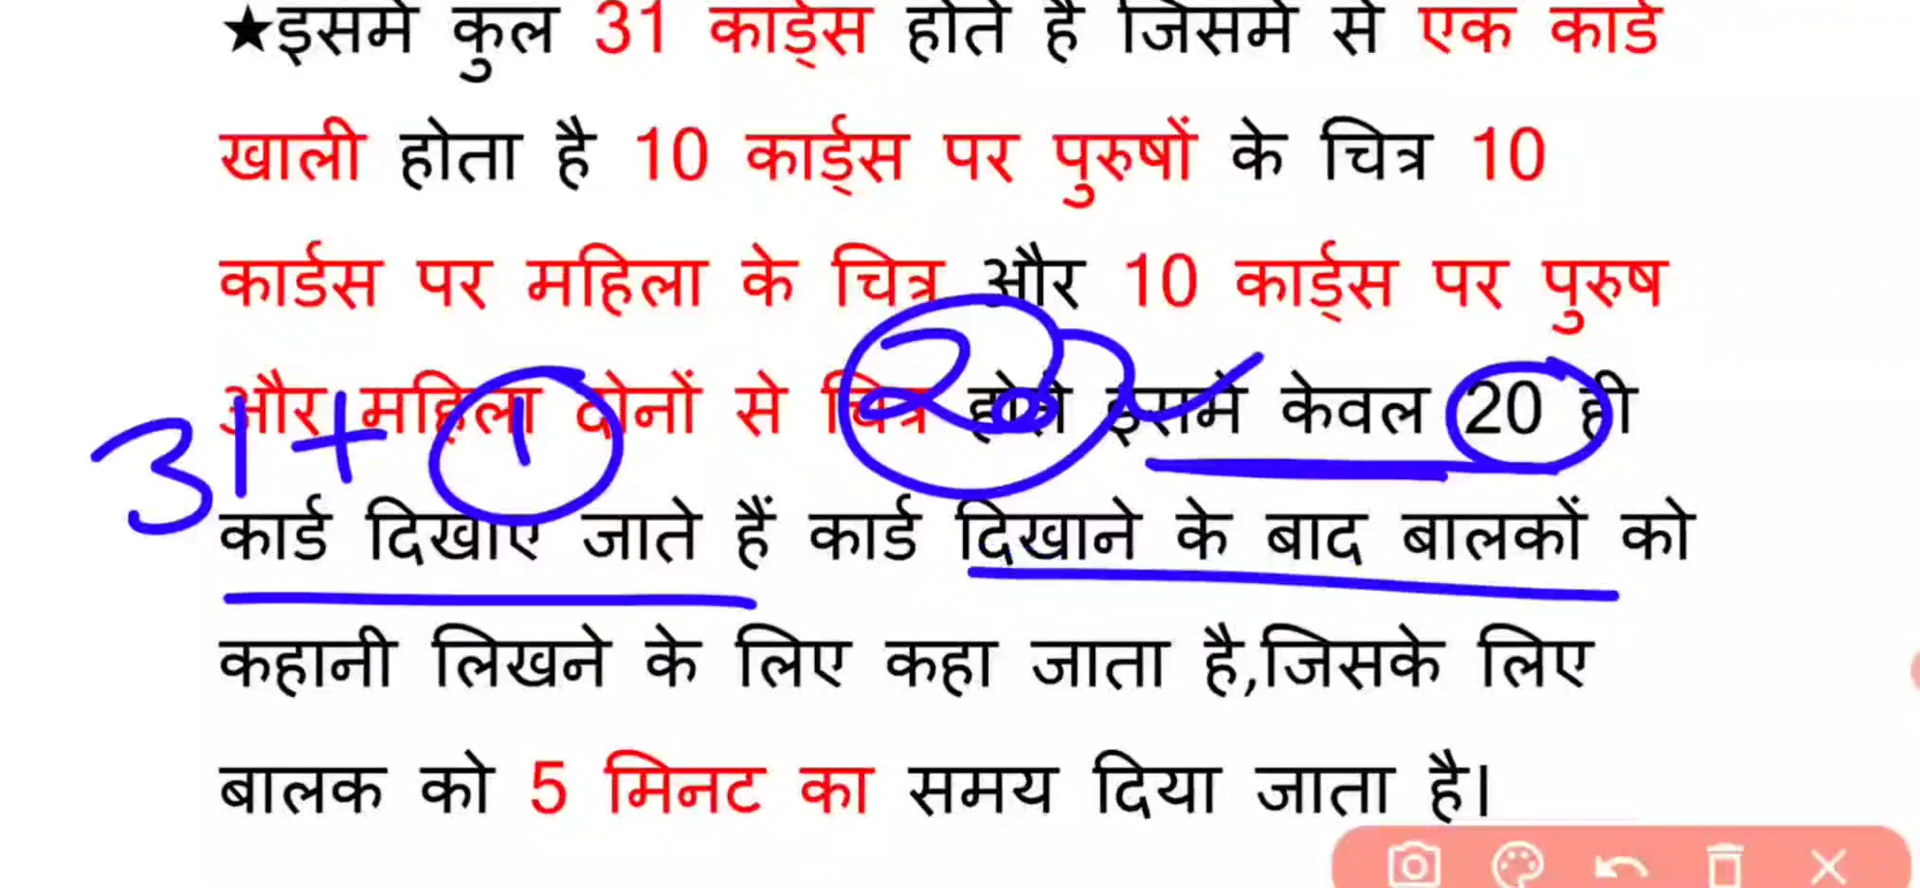 ★इसमें कुल 31 कार्ड्स होते हैं जिसमें से एक कार्ड
खाली होता है 10 कार्ड्स पर पुरुषों के चित्र 10
कार्डस पर महिला के चित्र और 10 कार्ड्स पर पुरुष
और महिला दोनों से चित्र होते इसमें केवल 20 ही
31 + 1 20
कार्ड दिखाए जाते हैं कार्ड दिखाने के बाद बालकों को
कहानी लिखने के लिए कहा जाता है,जिसके लिए
बालक को 5 मिनट का समय दिया जाता है।